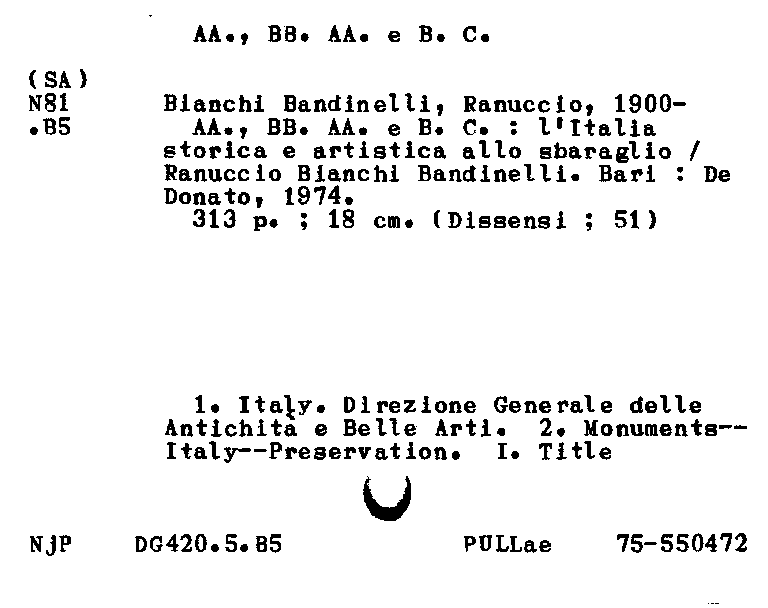 AA., BB. AA. e B. C.
(SA)
N81 Bianchi Bandinelli, Ranuccio, 1900-
.B5 AA., BB. AA. e B. C. : l'Italia
storica e artistica allo sbaraglio /
Ranuccio Bianchi Bandinelli. Bari : De
Donato, 1974.
313 p. ; 18 cm. (Dissensi ; 51)
1. Italy. Direzione Generale delle
Antichità e Belle Arti. 2. Monuments--
Italy--Preservation. I. Title
NjP DG420.5.B5 PULLae 75-550472